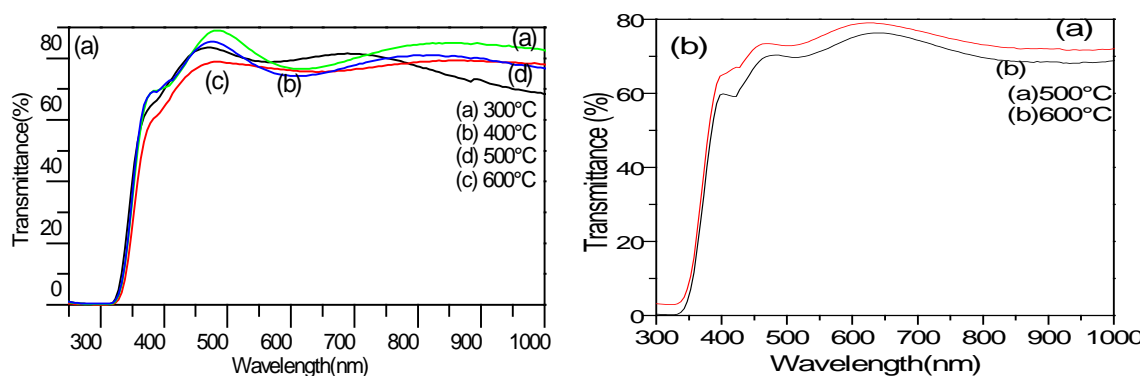 80
60
40
20
0
Transmittance(%)
(a)
(a)
(c)
(b)
(d)
(a) 300°C
(b) 400°C
(d) 500°C
(c) 600°C
300 400 500 600 700 800 900 1000
Wavelength(nm)
80
60
40
20
0
Transmittance (%)
(b)
(a)
(b)
(a)500°C
(b)600°C
300 400 500 600 700 800 900 1000
Wavelength(nm)